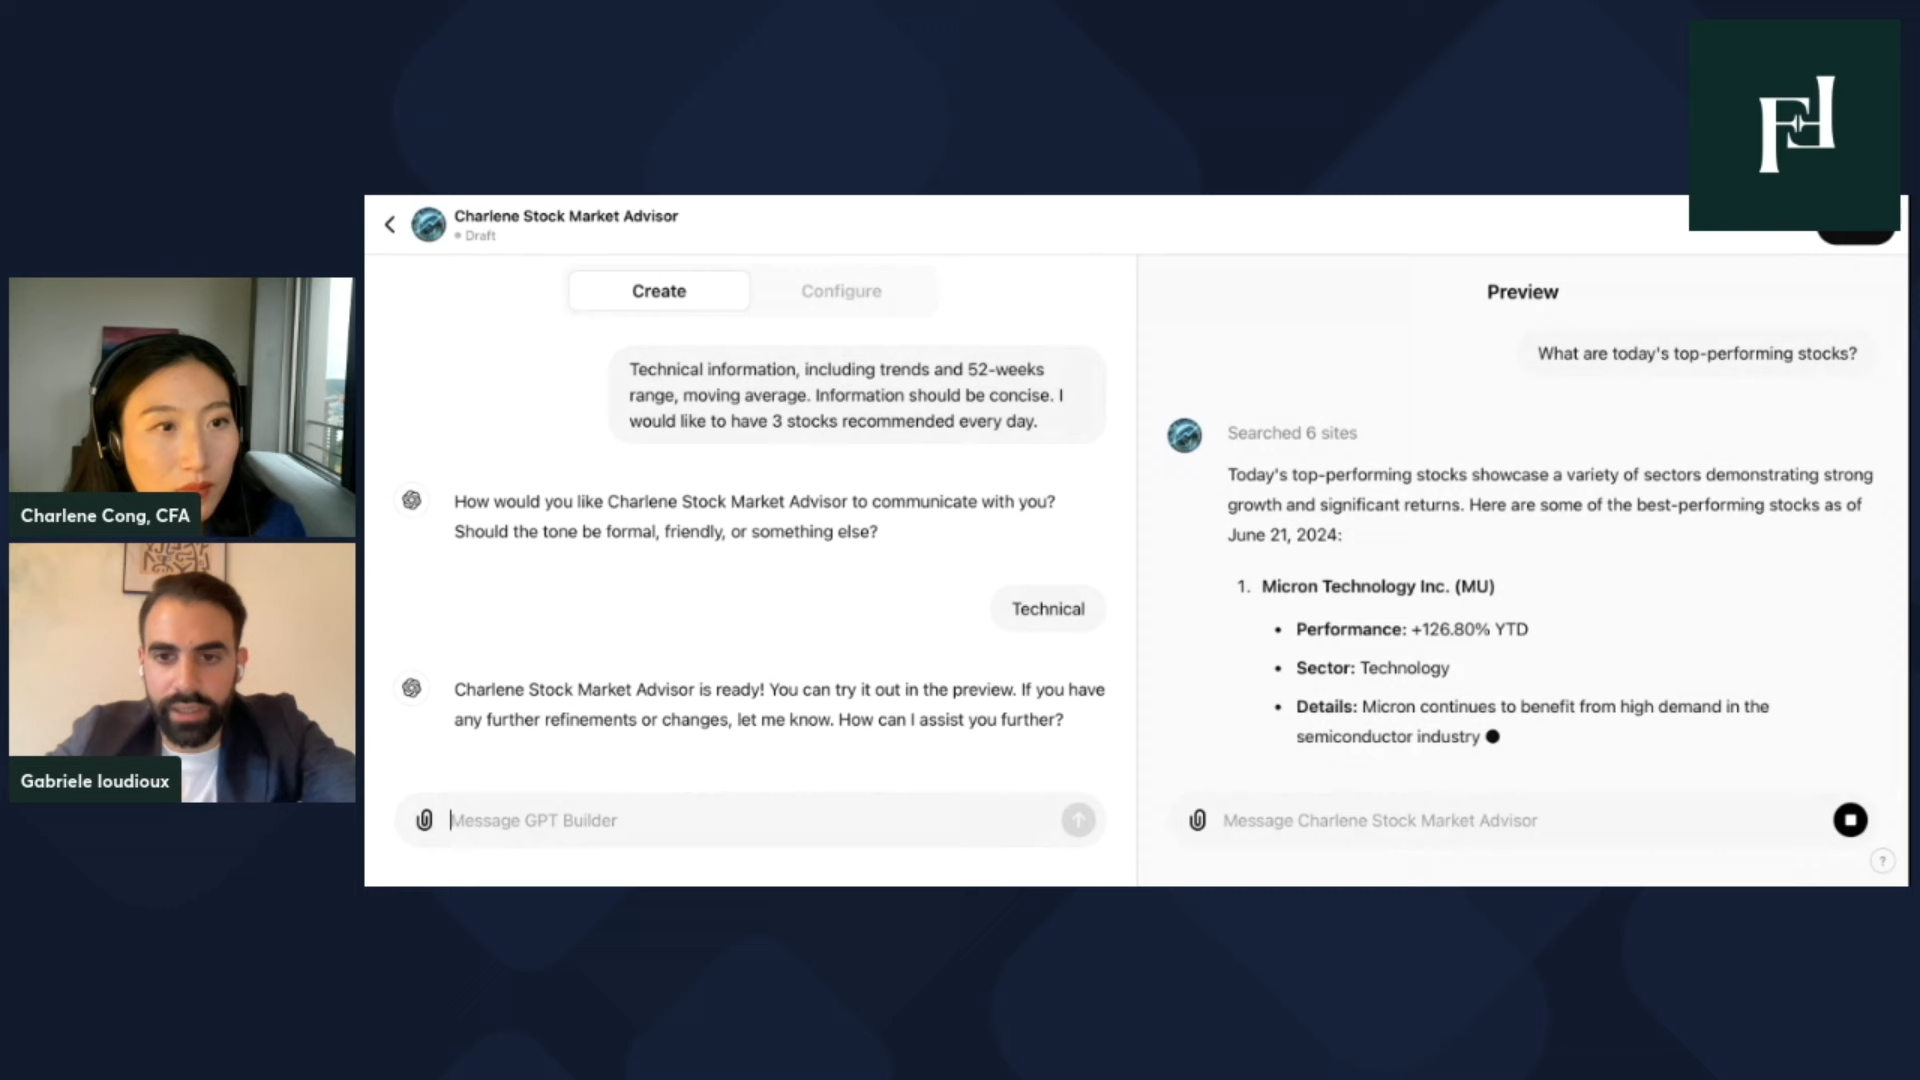 Charlene Stock Market Advisor
Draft
Create
Configure
Technical information, including trends and 52-weeks
range, moving average. Information should be concise. I
would like to have 3 stocks recommended every day.
How would you like Charlene Stock Market Advisor to communicate with you?
Should the tone be formal, friendly, or something else?
Technical
Charlene Stock Market Advisor is ready! You can try it out in the preview. If you have
any further refinements or changes, let me know. How can I assist you further?
Message GPT Builder
Preview
What are today's top-performing stocks?
Searched 6 sites
Today's top-performing stocks showcase a variety of sectors demonstrating strong
growth and significant returns. Here are some of the best-performing stocks as of
June 21, 2024:
1. Micron Technology Inc. (MU)
• Performance: +126.80% YTD
• Sector: Technology
• Details: Micron continues to benefit from high demand in the
semiconductor industry
Message Charlene Stock Market Advisor
?
Charlene Cong, CFA
Gabriele Ioudioux